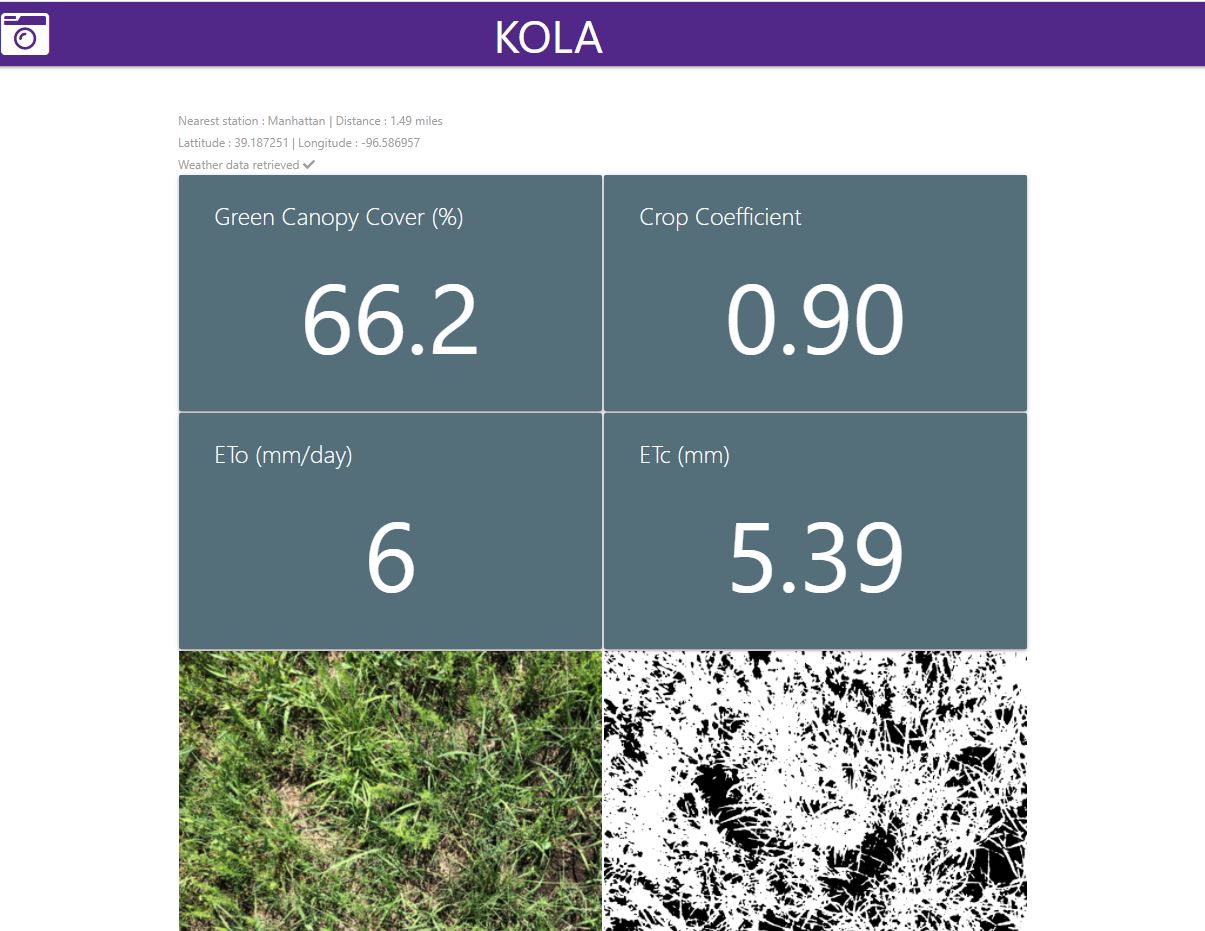 KOLA
Nearest station : Manhattan | Distance : 1.49 miles
Lattitude : 39.187251 | Longitude : -96.586957
Weather data retrieved ✔
Green Canopy Cover (%)
66.2
Crop Coefficient
0.90
ETo (mm/day)
6
ETc (mm)
5.39